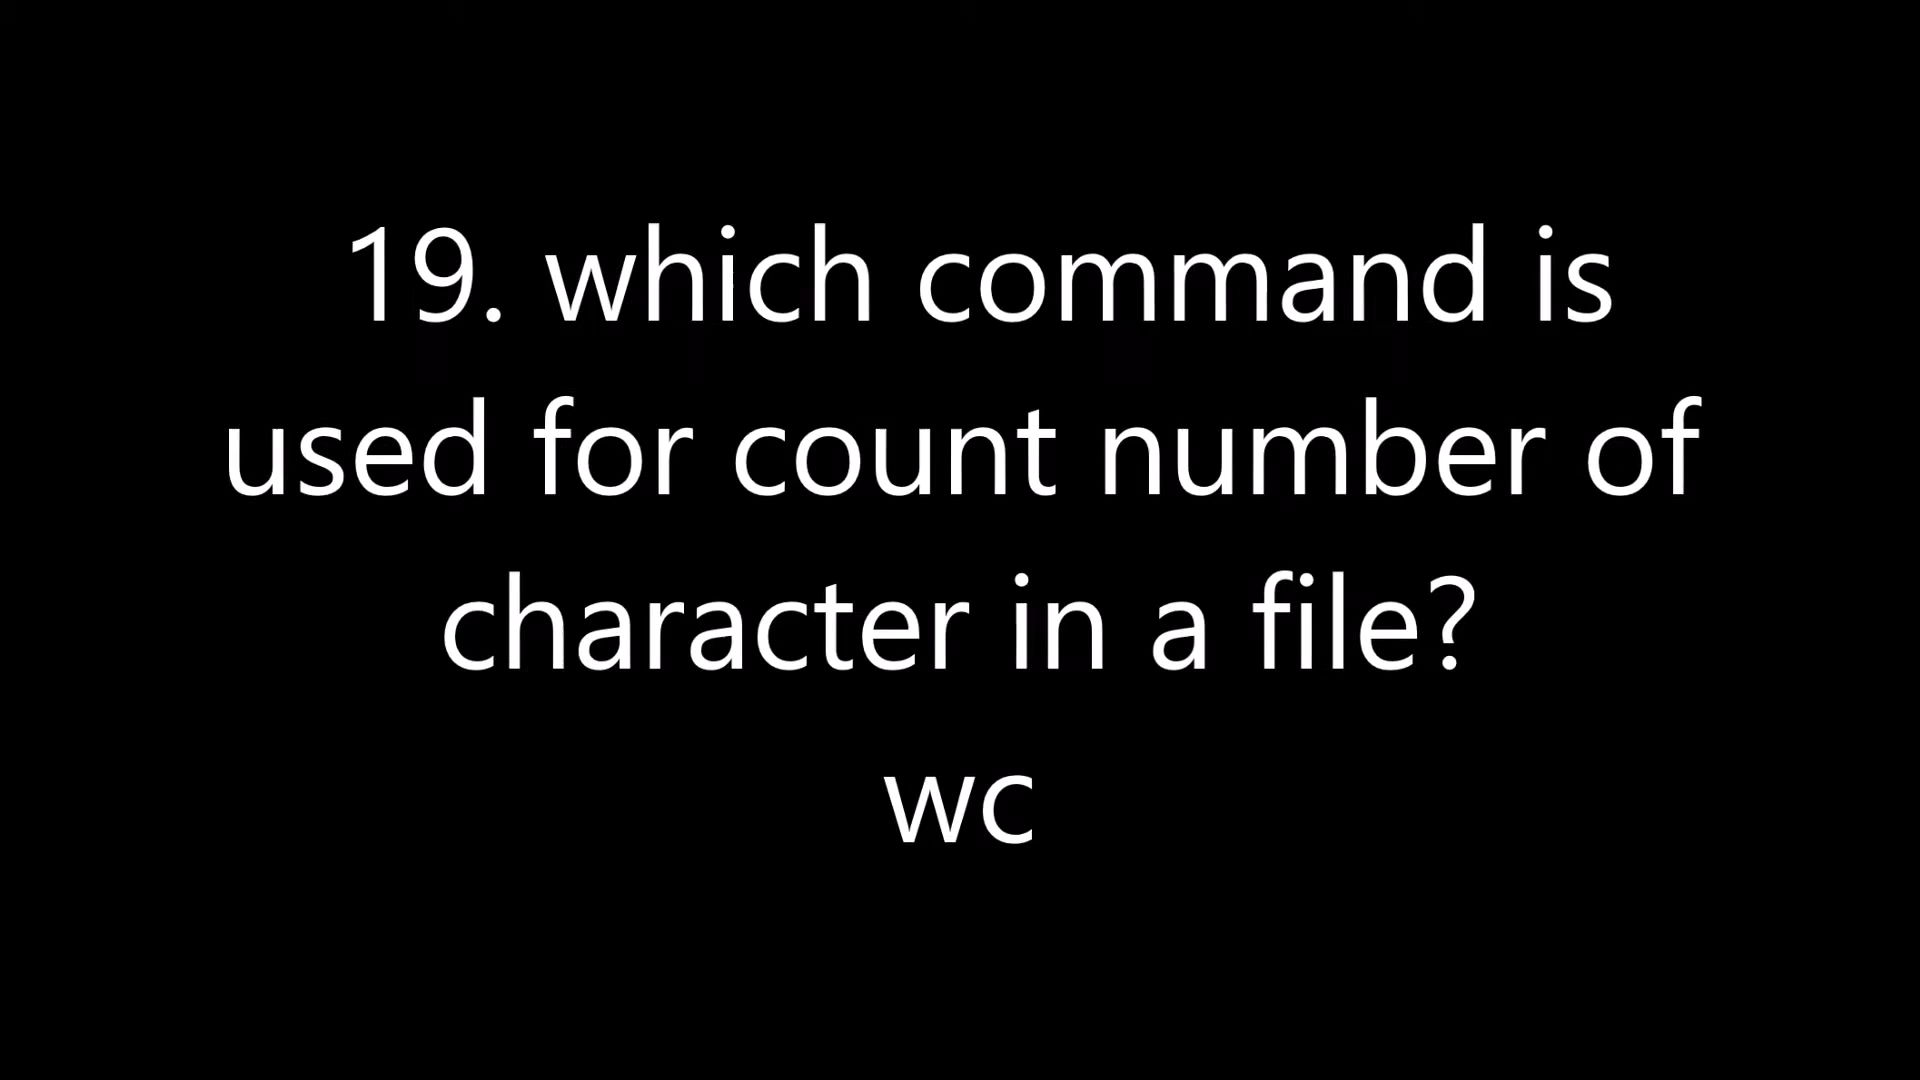 19. which command is
used for count number of
character in a file?
wc